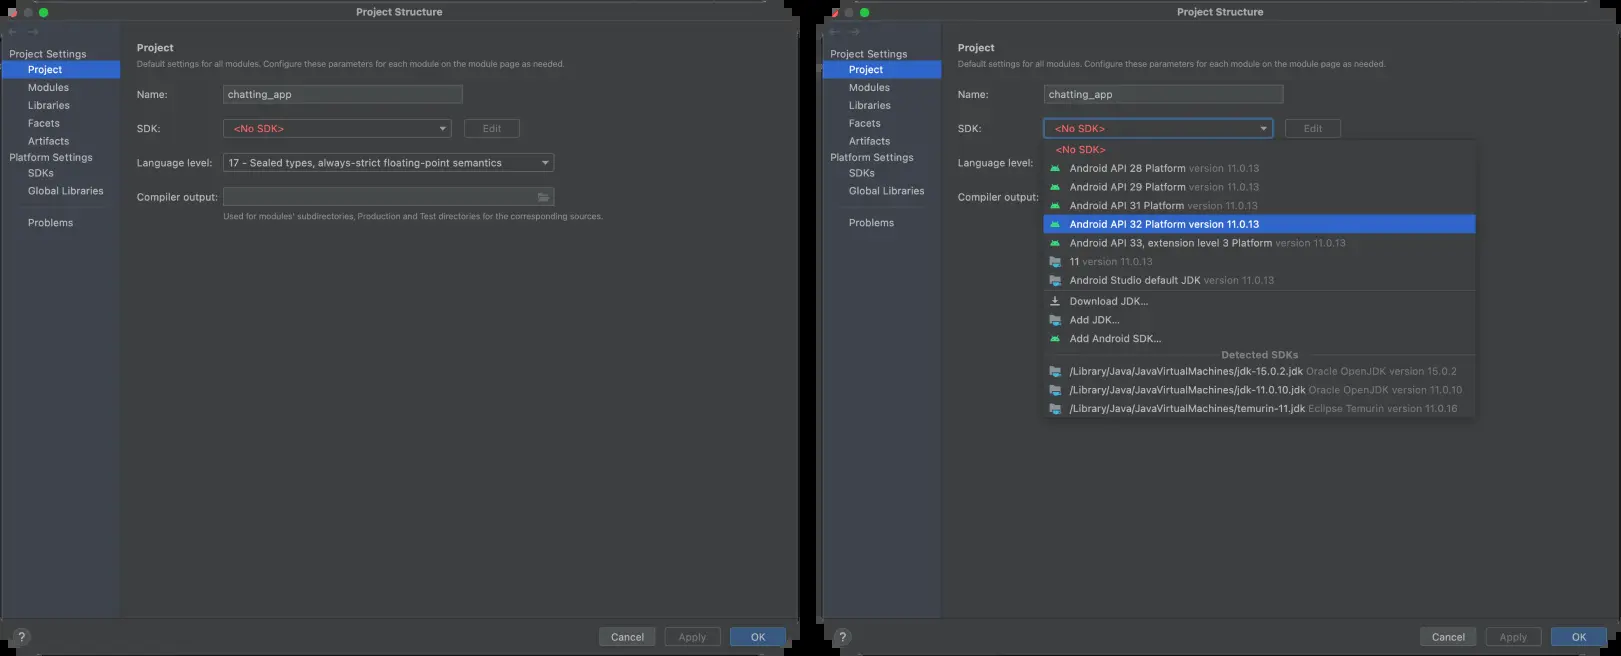 Project Structure
Project Settings
Project
Modules
Libraries
Facets
Artifacts
Platform Settings
SDKs
Global Libraries
Problems
Project
Default settings for all modules. Configure these parameters for each module on the module page as needed.
Name: chatting_app
SDK: <No SDK> Edit
Language level: 17 - Sealed types, always-strict floating-point semantics
Compiler output:
Used for modules' subdirectories, Production and Test directories for the corresponding sources.
? Cancel Apply OK
Project Structure
Project Settings
Project
Modules
Libraries
Facets
Artifacts
Platform Settings
SDKs
Global Libraries
Problems
Project
Default settings for all modules. Configure these parameters for each module on the module page as needed.
Name: chatting_app
SDK: <No SDK> Edit
Language level:
Compiler output:
<No SDK>
Android API 28 Platform version 11.0.13
Android API 29 Platform version 11.0.13
Android API 31 Platform version 11.0.13
Android API 32 Platform version 11.0.13
Android API 33, extension level 3 Platform version 11.0.13
11 version 11.0.13
Android Studio default JDK version 11.0.13
Download JDK...
Add JDK...
Add Android SDK...
Detected SDKs
/Library/Java/JavaVirtualMachines/jdk-15.0.2.jdk Oracle OpenJDK version 15.0.2
/Library/Java/JavaVirtualMachines/jdk-11.0.10.jdk Oracle OpenJDK version 11.0.10
/Library/Java/JavaVirtualMachines/temurin-11.jdk Eclipse Temurin version 11.0.16
? Cancel Apply OK